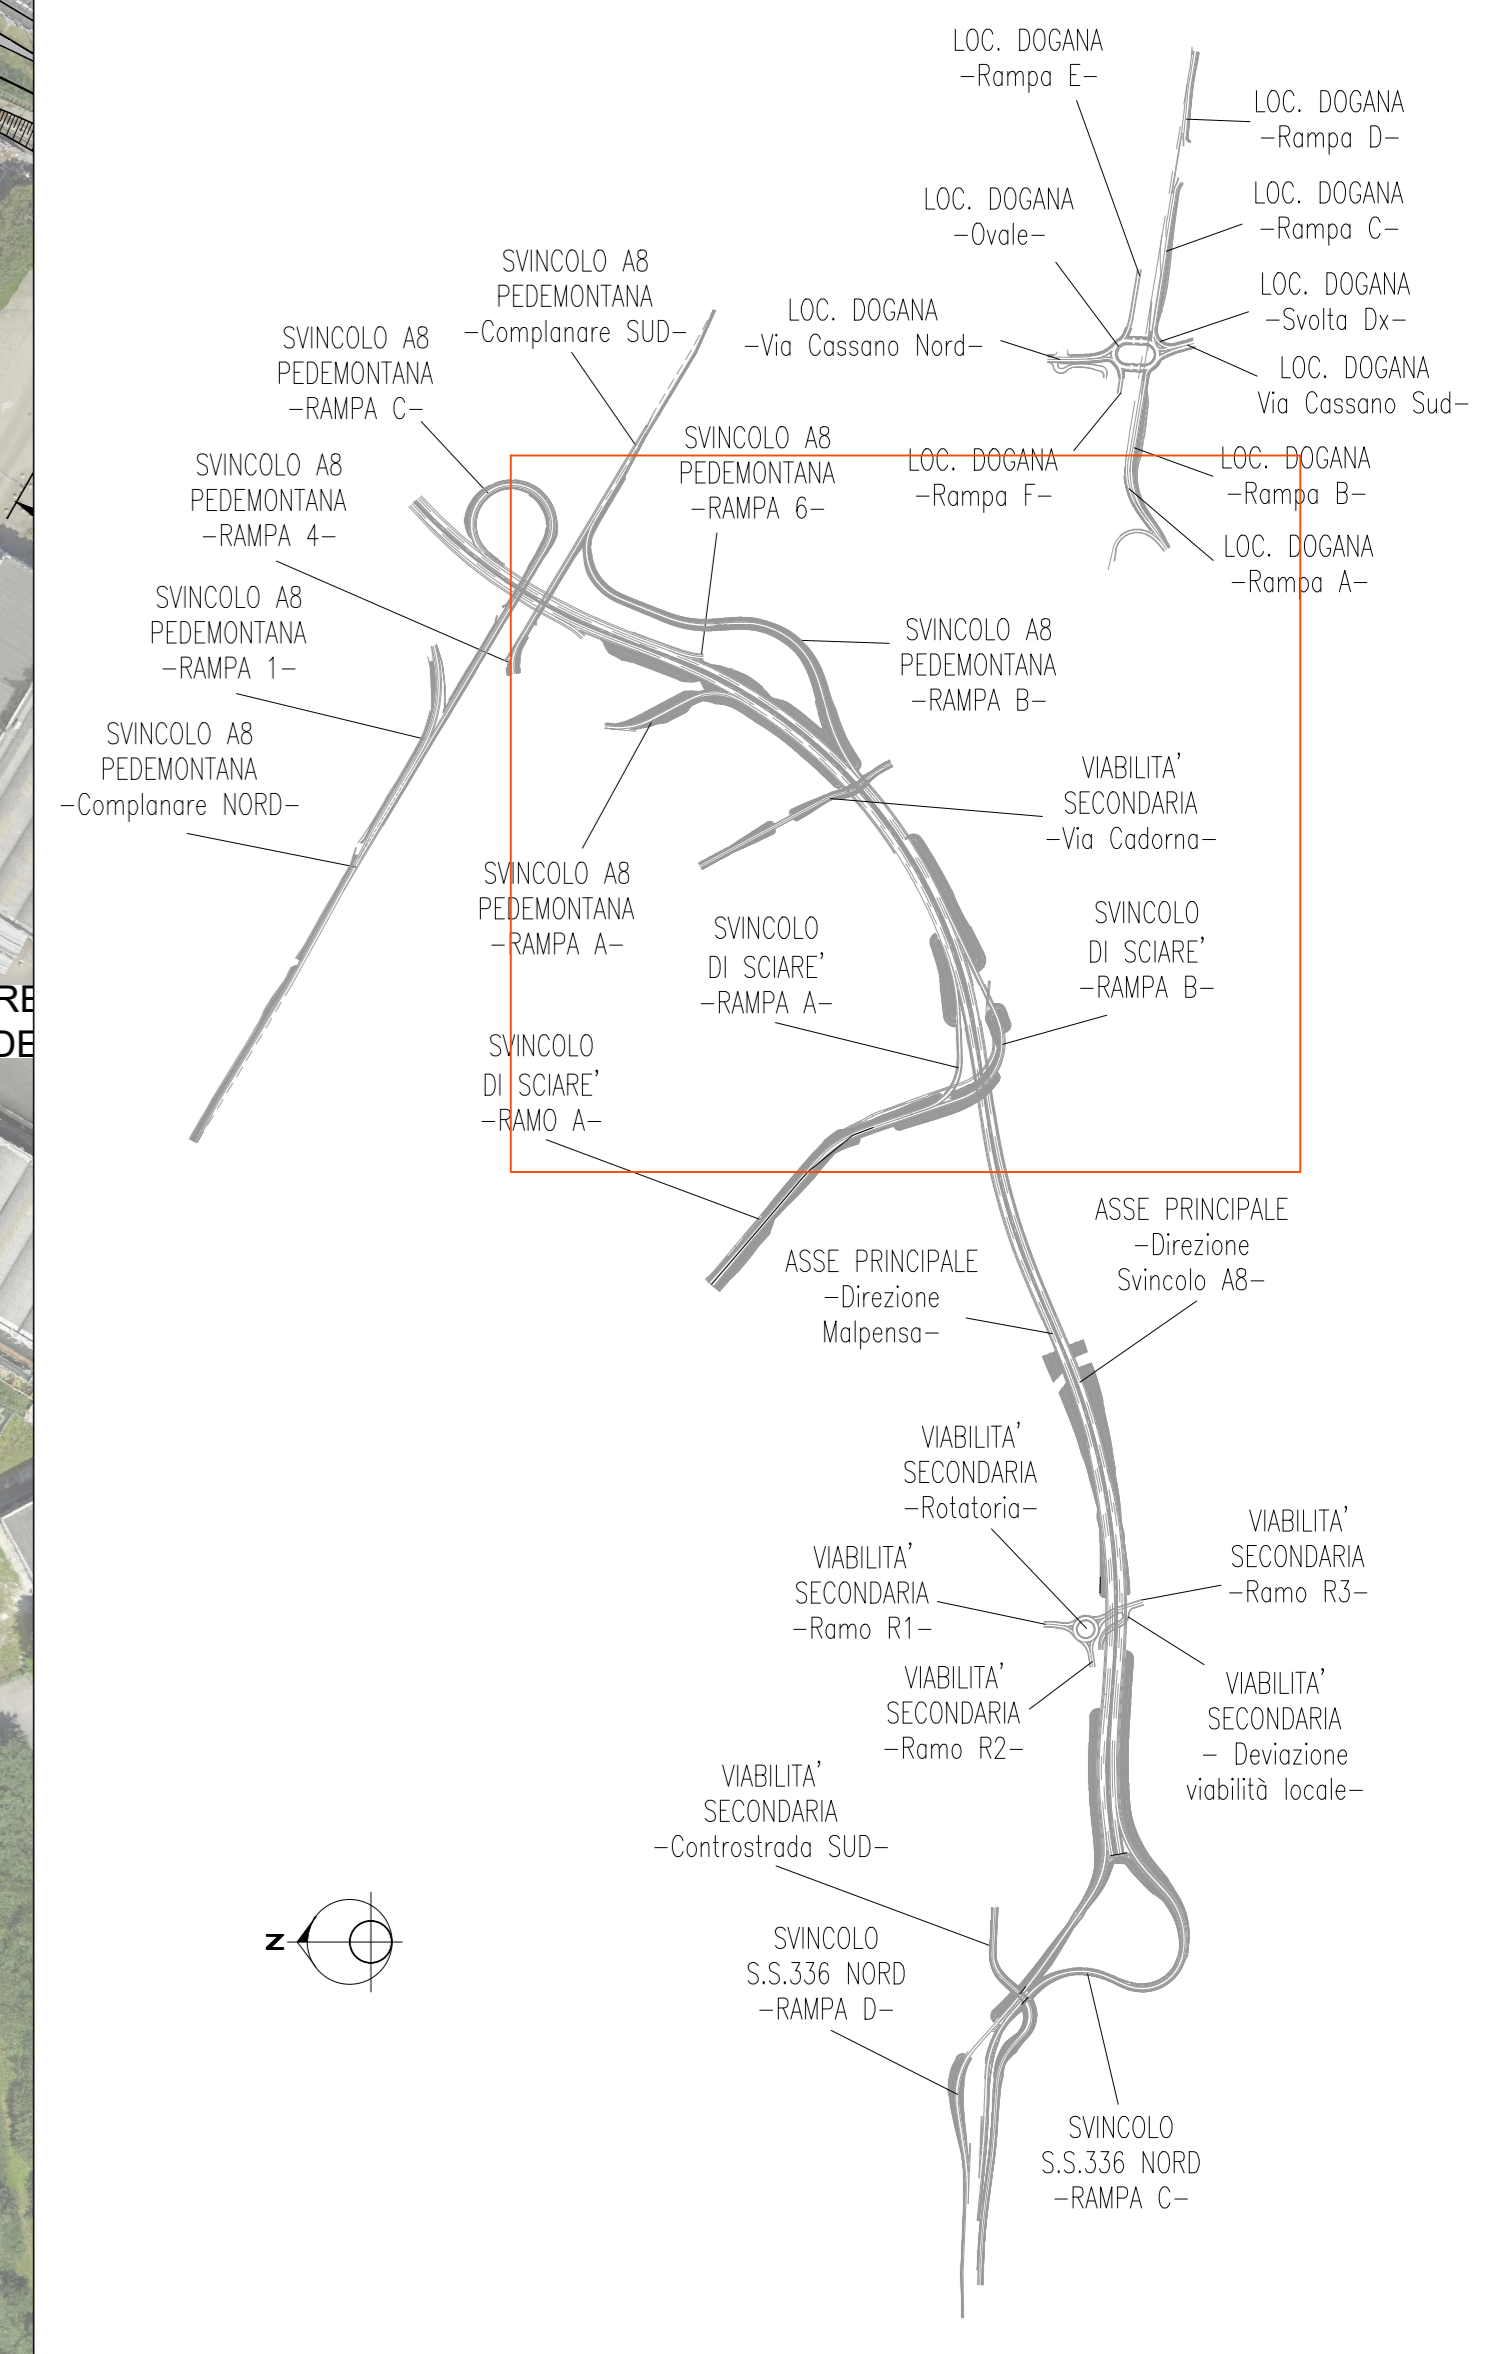 LOC. DOGANA
-Rampa E-
LOC. DOGANA
-Rampa D-
LOC. DOGANA
-Rampa C-
LOC. DOGANA
-Ovale-
SVINCOLO A8
PEDEMONTANA
-Complanare SUD-
LOC. DOGANA
-Svolta Dx-
LOC. DOGANA
-Via Cassano Nord-
SVINCOLO A8
PEDEMONTANA
-RAMPA C-
LOC. DOGANA
Via Cassano Sud-
SVINCOLO A8
PEDEMONTANA
-RAMPA 6-
LOC. DOGANA
-Rampa F-
LOC. DOGANA
-Rampa B-
SVINCOLO A8
PEDEMONTANA
-RAMPA 4-
LOC. DOGANA
-Rampa A-
SVINCOLO A8
PEDEMONTANA
-RAMPA 1-
SVINCOLO A8
PEDEMONTANA
-RAMPA B-
SVINCOLO A8
PEDEMONTANA
-Complanare NORD-
VIABILITA'
SECONDARIA
-Via Cadorna-
SVINCOLO A8
PEDEMONTANA
-RAMPA A-
SVINCOLO
DI SCIARE'
-RAMPA A-
SVINCOLO
DI SCIARE'
-RAMPA B-
RE
DE
SVINCOLO
DI SCIARE'
-RAMO A-
ASSE PRINCIPALE
-Direzione
Svincolo A8-
ASSE PRINCIPALE
-Direzione
Malpensa-
VIABILITA'
SECONDARIA
-Rotatoria-
VIABILITA'
SECONDARIA
-Ramo R3-
VIABILITA'
SECONDARIA
-Ramo R1-
VIABILITA'
SECONDARIA
-Ramo R2-
VIABILITA'
SECONDARIA
- Deviazione
viabilità locale-
VIABILITA'
SECONDARIA
-Controstrada SUD-
N
SVINCOLO
S.S.336 NORD
-RAMPA D-
SVINCOLO
S.S.336 NORD
-RAMPA C-